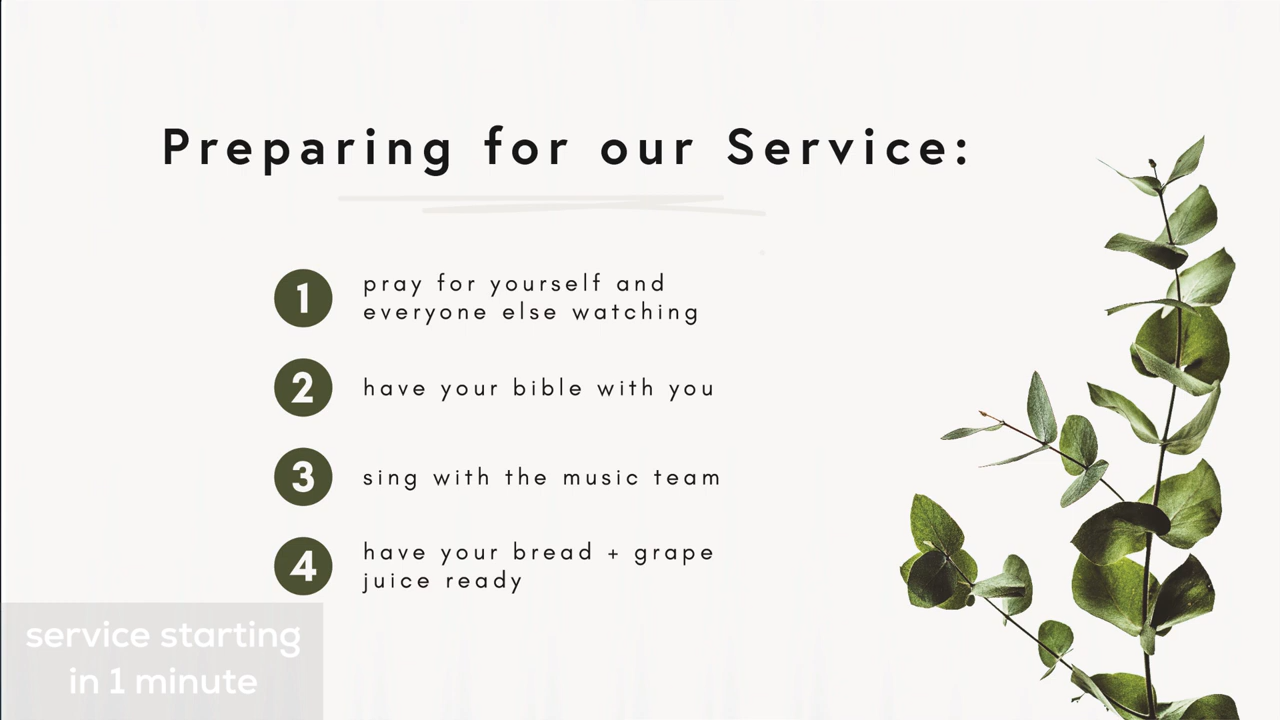 Preparing for our Service:
1
pray for yourself and
everyone else watching
2
have your bible with you
3
sing with the music team
4
have your bread + grape
juice ready
service starting
in 1 minute